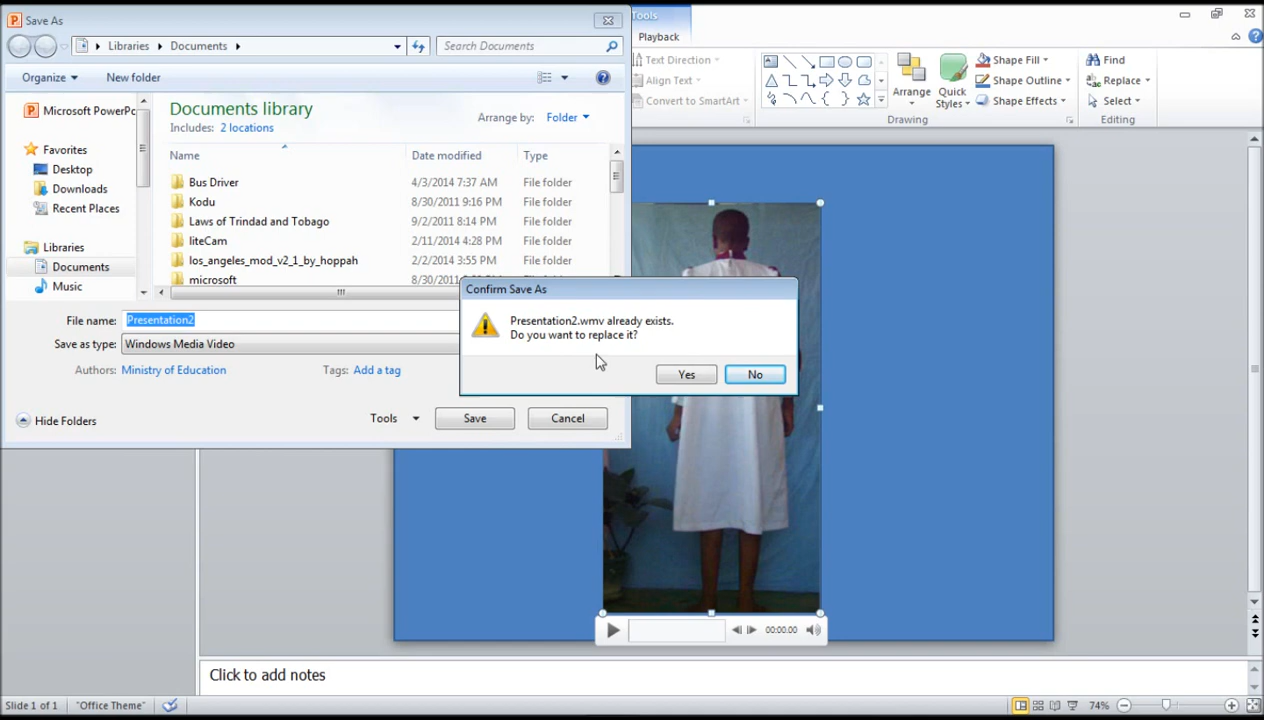 Save As
Libraries
Documents
Search Documents
Organize
New folder
Microsoft PowerPc
Favorites
Desktop
Downloads
Recent Places
Libraries
Documents
Music
Documents library
Includes: 2 locations
Arrange by: Folder
Name Date modified Type
Bus Driver 4/3/2014 7:37 AM File folder
Kodu 8/30/2011 9:16 PM File folder
Laws of Trinidad and Tobago 9/2/2011 8:14 PM File folder
liteCam 2/11/2014 4:28 PM File folder
los_angeles_mod_v2_1_by_hoppah 2/2/2014 3:55 PM File folder
microsoft 8/30/2011
File name: Presentation2
Save as type: Windows Media Video
Authors: Ministry of Education
Tags: Add a tag
Hide Folders
Tools
Save
Cancel
Confirm Save As
Presentation2.wmv already exists.
Do you want to replace it?
Yes
No
Tools
Playback
Text Direction
Align Text
Convert to SmartArt
Arrange
Quick
Styles
Shape Fill
Shape Outline
Shape Effects
Drawing
Find
Replace
Select
Editing
00:00.00
Click to add notes
Slide 1 of 1
"Office Theme"
74%